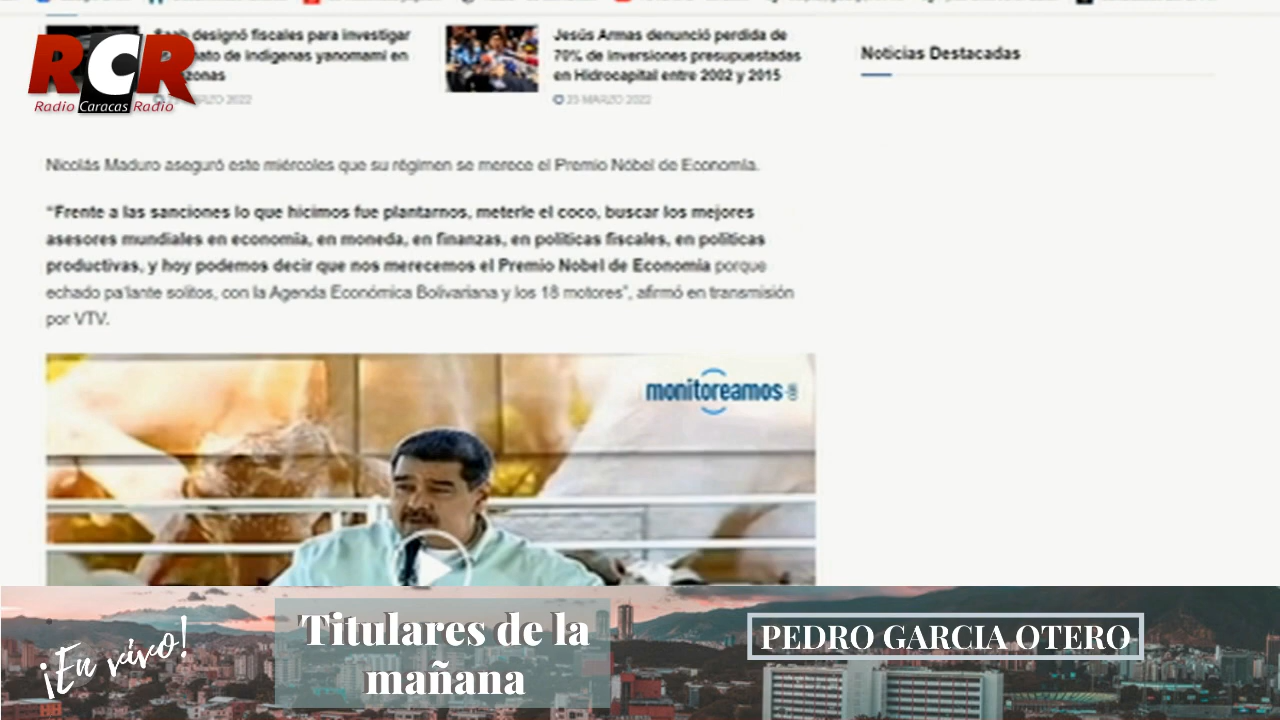 RCR
Radio Caracas Radio
designó fiscales para investigar
de indígenas yanomami en
Jesús Armas denunció perdida de
70% de inversiones presupuestadas
en Hidrocapital entre 2002 y 2015
2022
23 MARZO 2022
Noticias Destacadas
Nicolás Maduro aseguró este miércoles que su régimen se merece el Premio Nóbel de Economía.
“Frente a las sanciones lo que hicimos fue plantarnos, meterle el coco, buscar los mejores
asesores mundiales en economía, en moneda, en finanzas, en políticas fiscales, en políticas
productivas, y hoy podemos decir que nos merecemos el Premio Nobel de Economía porque
echado pa’lante solitos, con la Agenda Económica Bolivariana y los 18 motores”, afirmó en transmisión
por VTV.
monitoreamos
¡En vivo!
Titulares de la
mañana
PEDRO GARCIA OTERO